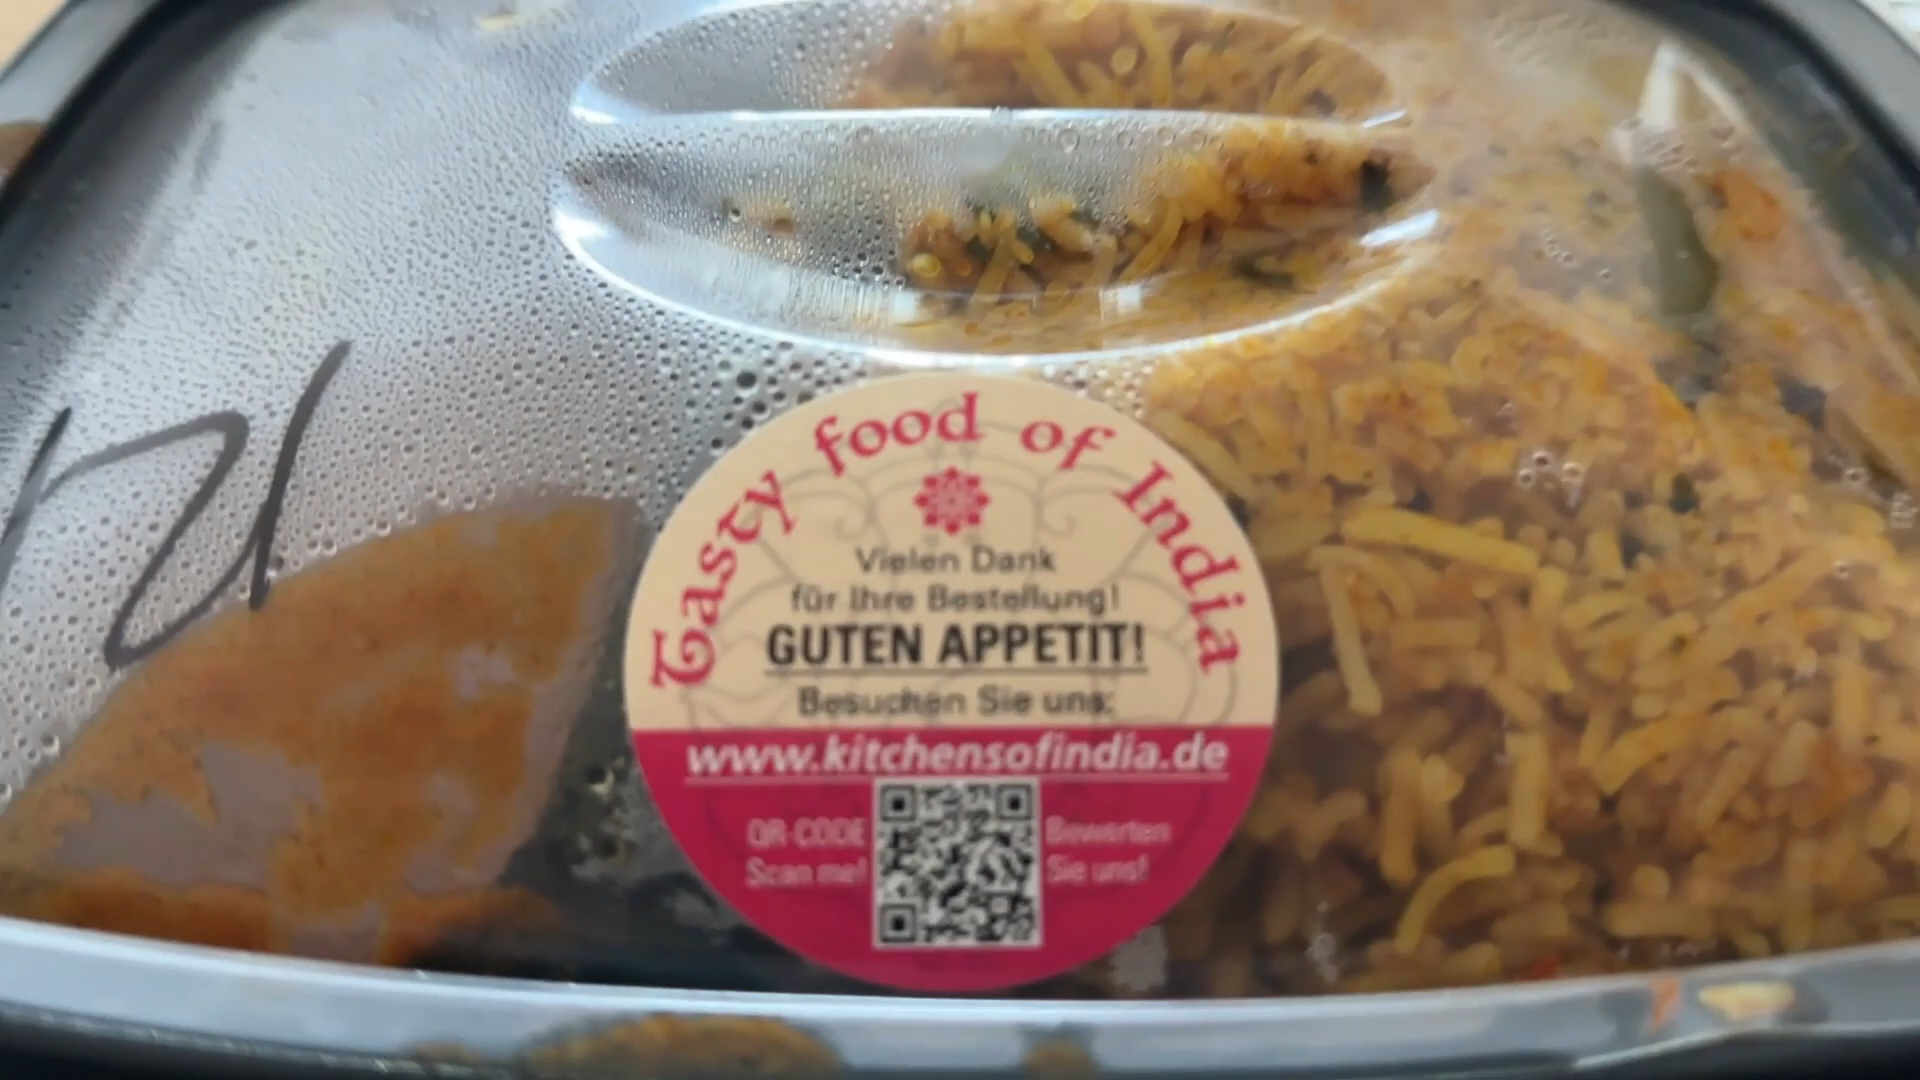 Tasty food of India
Vielen Dank
für Ihre Bestellung!
GUTEN APPETIT!
Besuchen Sie uns:
www.kitchensofindia.de
QR-CODE
Scan me!
Bewerten
Sie uns!